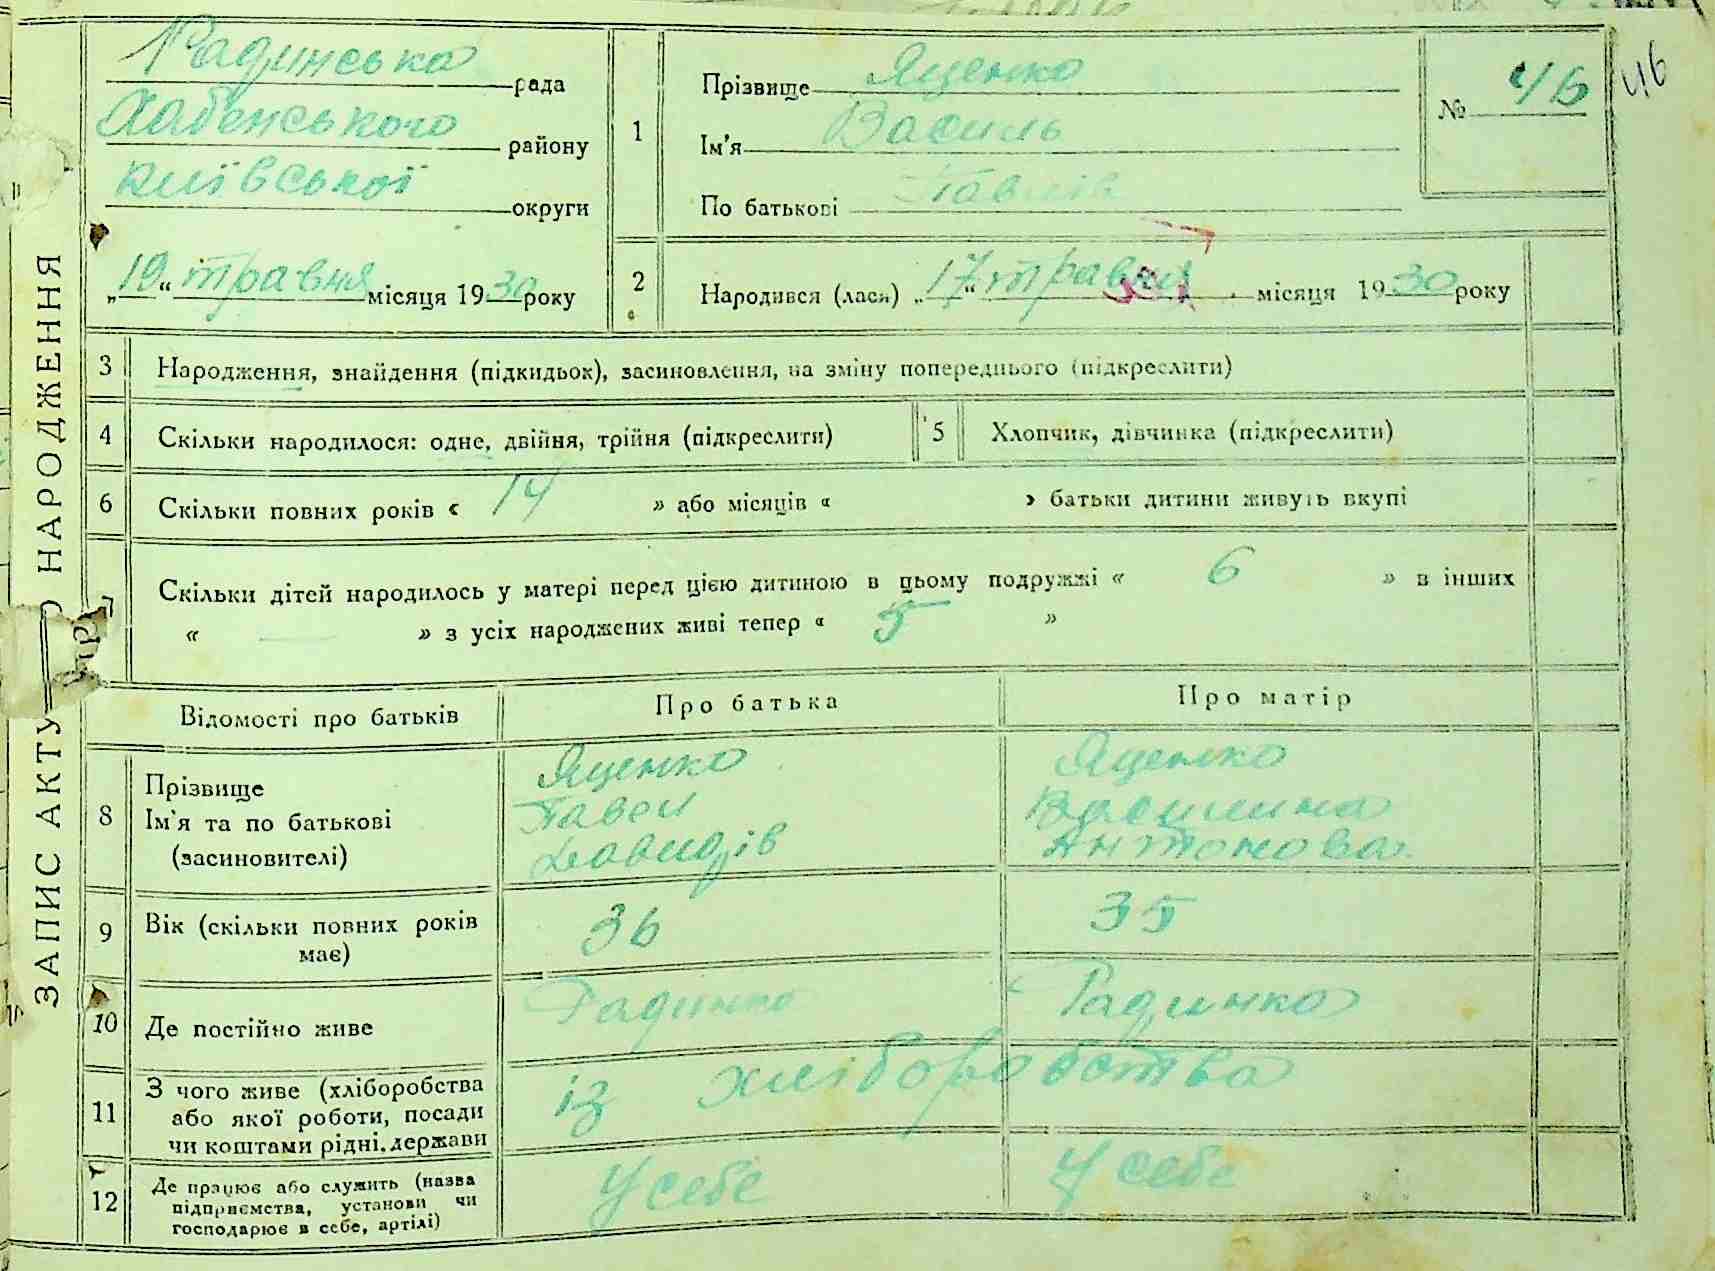 ЗАПИС АКТУ О НАРОДЖЕННЯ
Радинська рада
Хабенського району
Київської округи
„19“ травня місяця 1930 року
1
Прізвище Яценко
Ім'я Василь
По батькові Павлів
№ 46
46
2
Народився (лася) „17“ травня місяця 1930 року
3 Народження, знайдення (підкидьок), засиновлення, на зміну попереднього (підкреслити)
4 Скільки народилося: одне, двійня, трійня (підкреслити)
5 Хлопчик, дівчинка (підкреслити)
6 Скільки повних років « 14 » або місяців « » батьки дитини живуть вкупі
7 Скільки дітей народилось у матері перед цією дитиною в цьому подружжі « 6 » в інших
« — » з усіх народжених живі тепер « 5 »
Відомості про батьків Про батька Про матір
8
Прізвище
Ім'я та по батькові
(засиновителі)
Яценко
Павел
Давидів
Яценко
Василина
Антонова
9
Вік (скільки повних років
має)
36
35
10 Де постійно живе Радинка Радинка
11
З чого живе (хліборобства
або якої роботи, посади
чи коштами рідні, держави
із хліборобства
12
Де працює або служить (назва
підприємства, установи чи
господарює в себе, артілі)
У себе
У себе